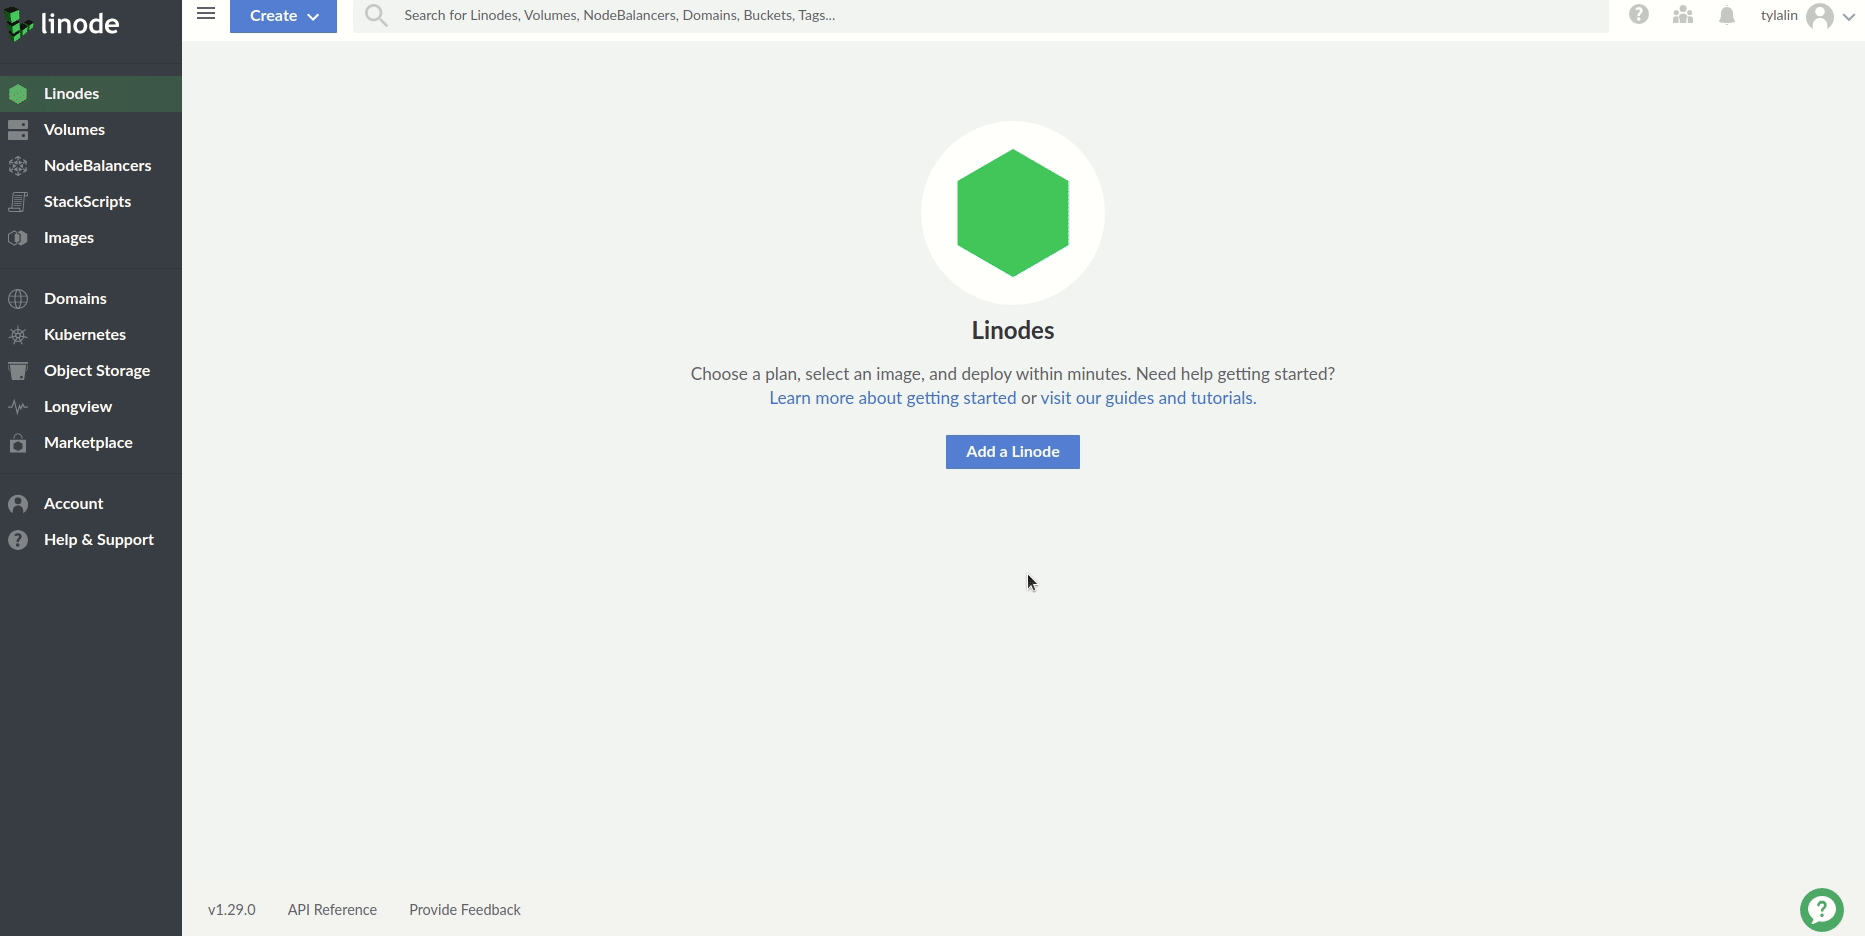 linode
Create
Search for Linodes, Volumes, NodeBalancers, Domains, Buckets, Tags...
?
tylalin
Linodes
Volumes
NodeBalancers
StackScripts
Images
Domains
Kubernetes
Object Storage
Longview
Marketplace
Account
? Help & Support
Linodes
Choose a plan, select an image, and deploy within minutes. Need help getting started?
Learn more about getting started or visit our guides and tutorials.
Add a Linode
v1.29.0
API Reference
Provide Feedback
?